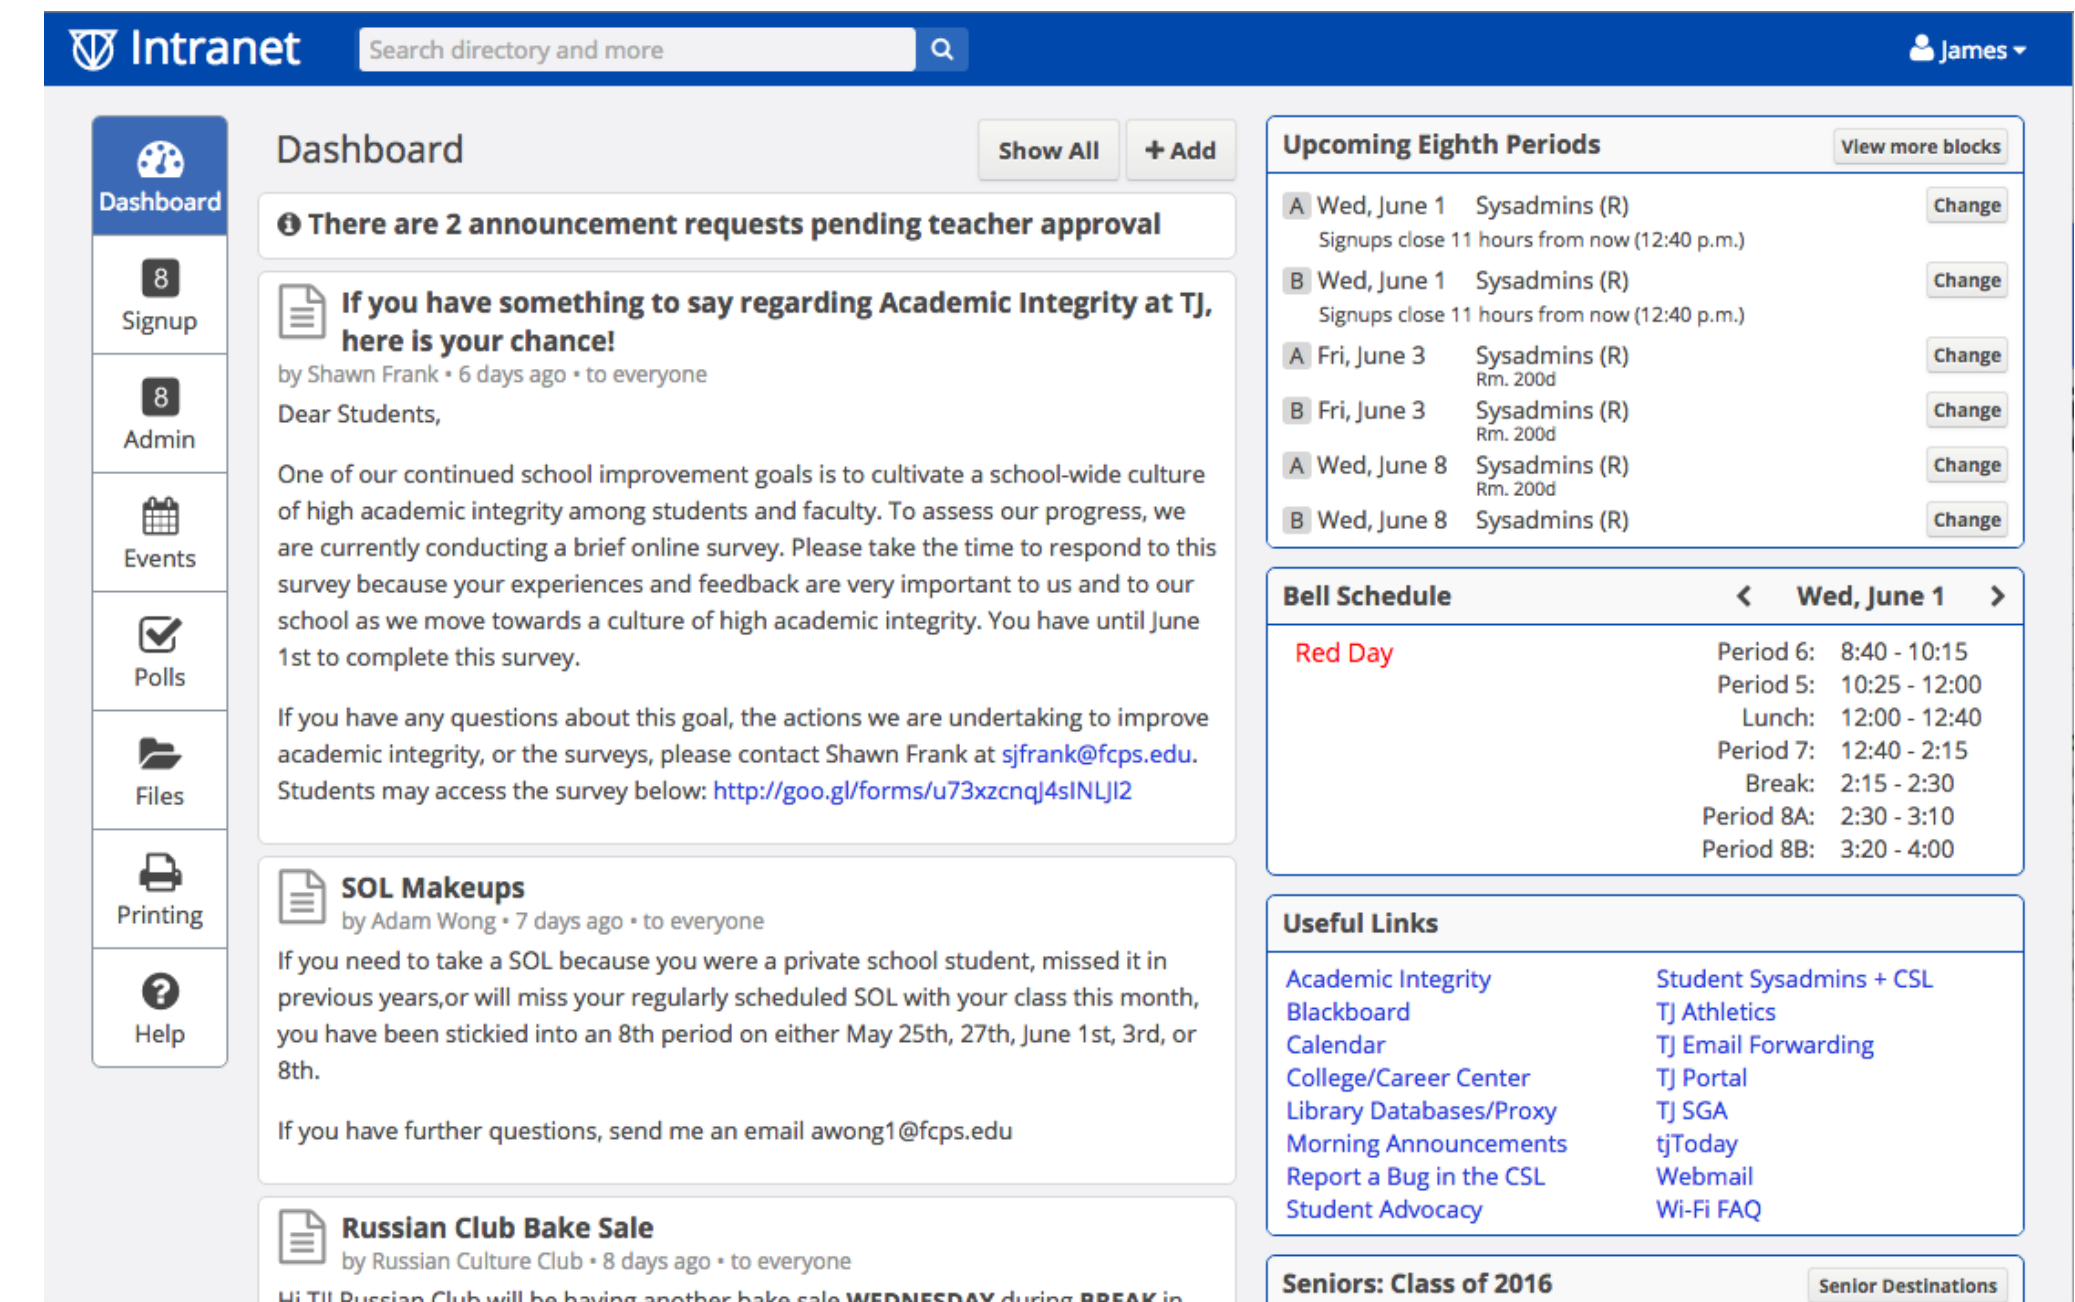 Intranet
Search directory and more
James
Dashboard
8
Signup
8
Admin
Events
Polls
Files
Printing
Help
Dashboard
Show All
+ Add
There are 2 announcement requests pending teacher approval
If you have something to say regarding Academic Integrity at TJ,
here is your chance!
by Shawn Frank • 6 days ago • to everyone
Dear Students,
One of our continued school improvement goals is to cultivate a school-wide culture
of high academic integrity among students and faculty. To assess our progress, we
are currently conducting a brief online survey. Please take the time to respond to this
survey because your experiences and feedback are very important to us and to our
school as we move towards a culture of high academic integrity. You have until June
1st to complete this survey.
If you have any questions about this goal, the actions we are undertaking to improve
academic integrity, or the surveys, please contact Shawn Frank at sjfrank@fcps.edu.
Students may access the survey below: http://goo.gl/forms/u73xzcnqJ4sINLJI2
SOL Makeups
by Adam Wong • 7 days ago • to everyone
If you need to take a SOL because you were a private school student, missed it in
previous years,or will miss your regularly scheduled SOL with your class this month,
you have been stickied into an 8th period on either May 25th, 27th, June 1st, 3rd, or
8th.
If you have further questions, send me an email awong1@fcps.edu
Russian Club Bake Sale
by Russian Culture Club • 8 days ago • to everyone
Hi TJ! Russian Club will be having another bake sale WEDNESDAY during BREAK in
Upcoming Eighth Periods
View more blocks
A Wed, June 1 Sysadmins (R) Change
Signups close 11 hours from now (12:40 p.m.)
B Wed, June 1 Sysadmins (R) Change
Signups close 11 hours from now (12:40 p.m.)
A Fri, June 3 Sysadmins (R) Change
Rm. 200d
B Fri, June 3 Sysadmins (R) Change
Rm. 200d
A Wed, June 8 Sysadmins (R) Change
Rm. 200d
B Wed, June 8 Sysadmins (R) Change
Bell Schedule
Wed, June 1
Red Day
Period 6: 8:40 - 10:15
Period 5: 10:25 - 12:00
Lunch: 12:00 - 12:40
Period 7: 12:40 - 2:15
Break: 2:15 - 2:30
Period 8A: 2:30 - 3:10
Period 8B: 3:20 - 4:00
Useful Links
Academic Integrity
Blackboard
Calendar
College/Career Center
Library Databases/Proxy
Morning Announcements
Report a Bug in the CSL
Student Advocacy
Student Sysadmins + CSL
TJ Athletics
TJ Email Forwarding
TJ Portal
TJ SGA
tjToday
Webmail
Wi-Fi FAQ
Seniors: Class of 2016
Senior Destinations